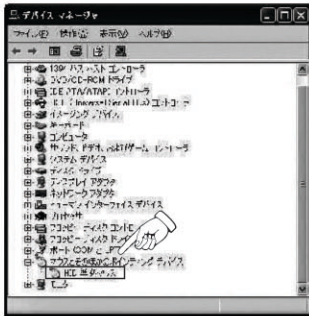 デバイス マネージャ
ファイル(F) 操作(A) 表示(V) ヘルプ(H)
1394 バス ホスト コントローラ
DVD/CD-ROM ドライブ
IDE ATA/ATAPI コントローラ
イメージング デバイス
キーボード
コンピュータ
サウンド、ビデオ、およびゲーム コントローラ
システム デバイス
ディスク ドライブ
ディスプレイ アダプタ
ネットワーク アダプタ
ヒューマン インターフェイス デバイス
プロセッサ
フロッピー ディスク コントローラ
フロッピー ディスク ドライブ
ポート (COM と LPT)
マウスとそのほかのポインティング デバイス
HID
モニタ